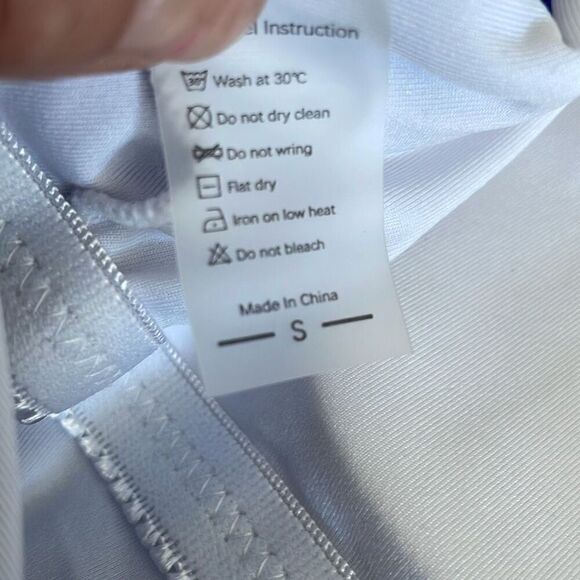 Instruction
30°
Wash at 30℃
Do not dry clean
Do not wring
Flat dry
Iron on low heat
Do not bleach
Made In China
S